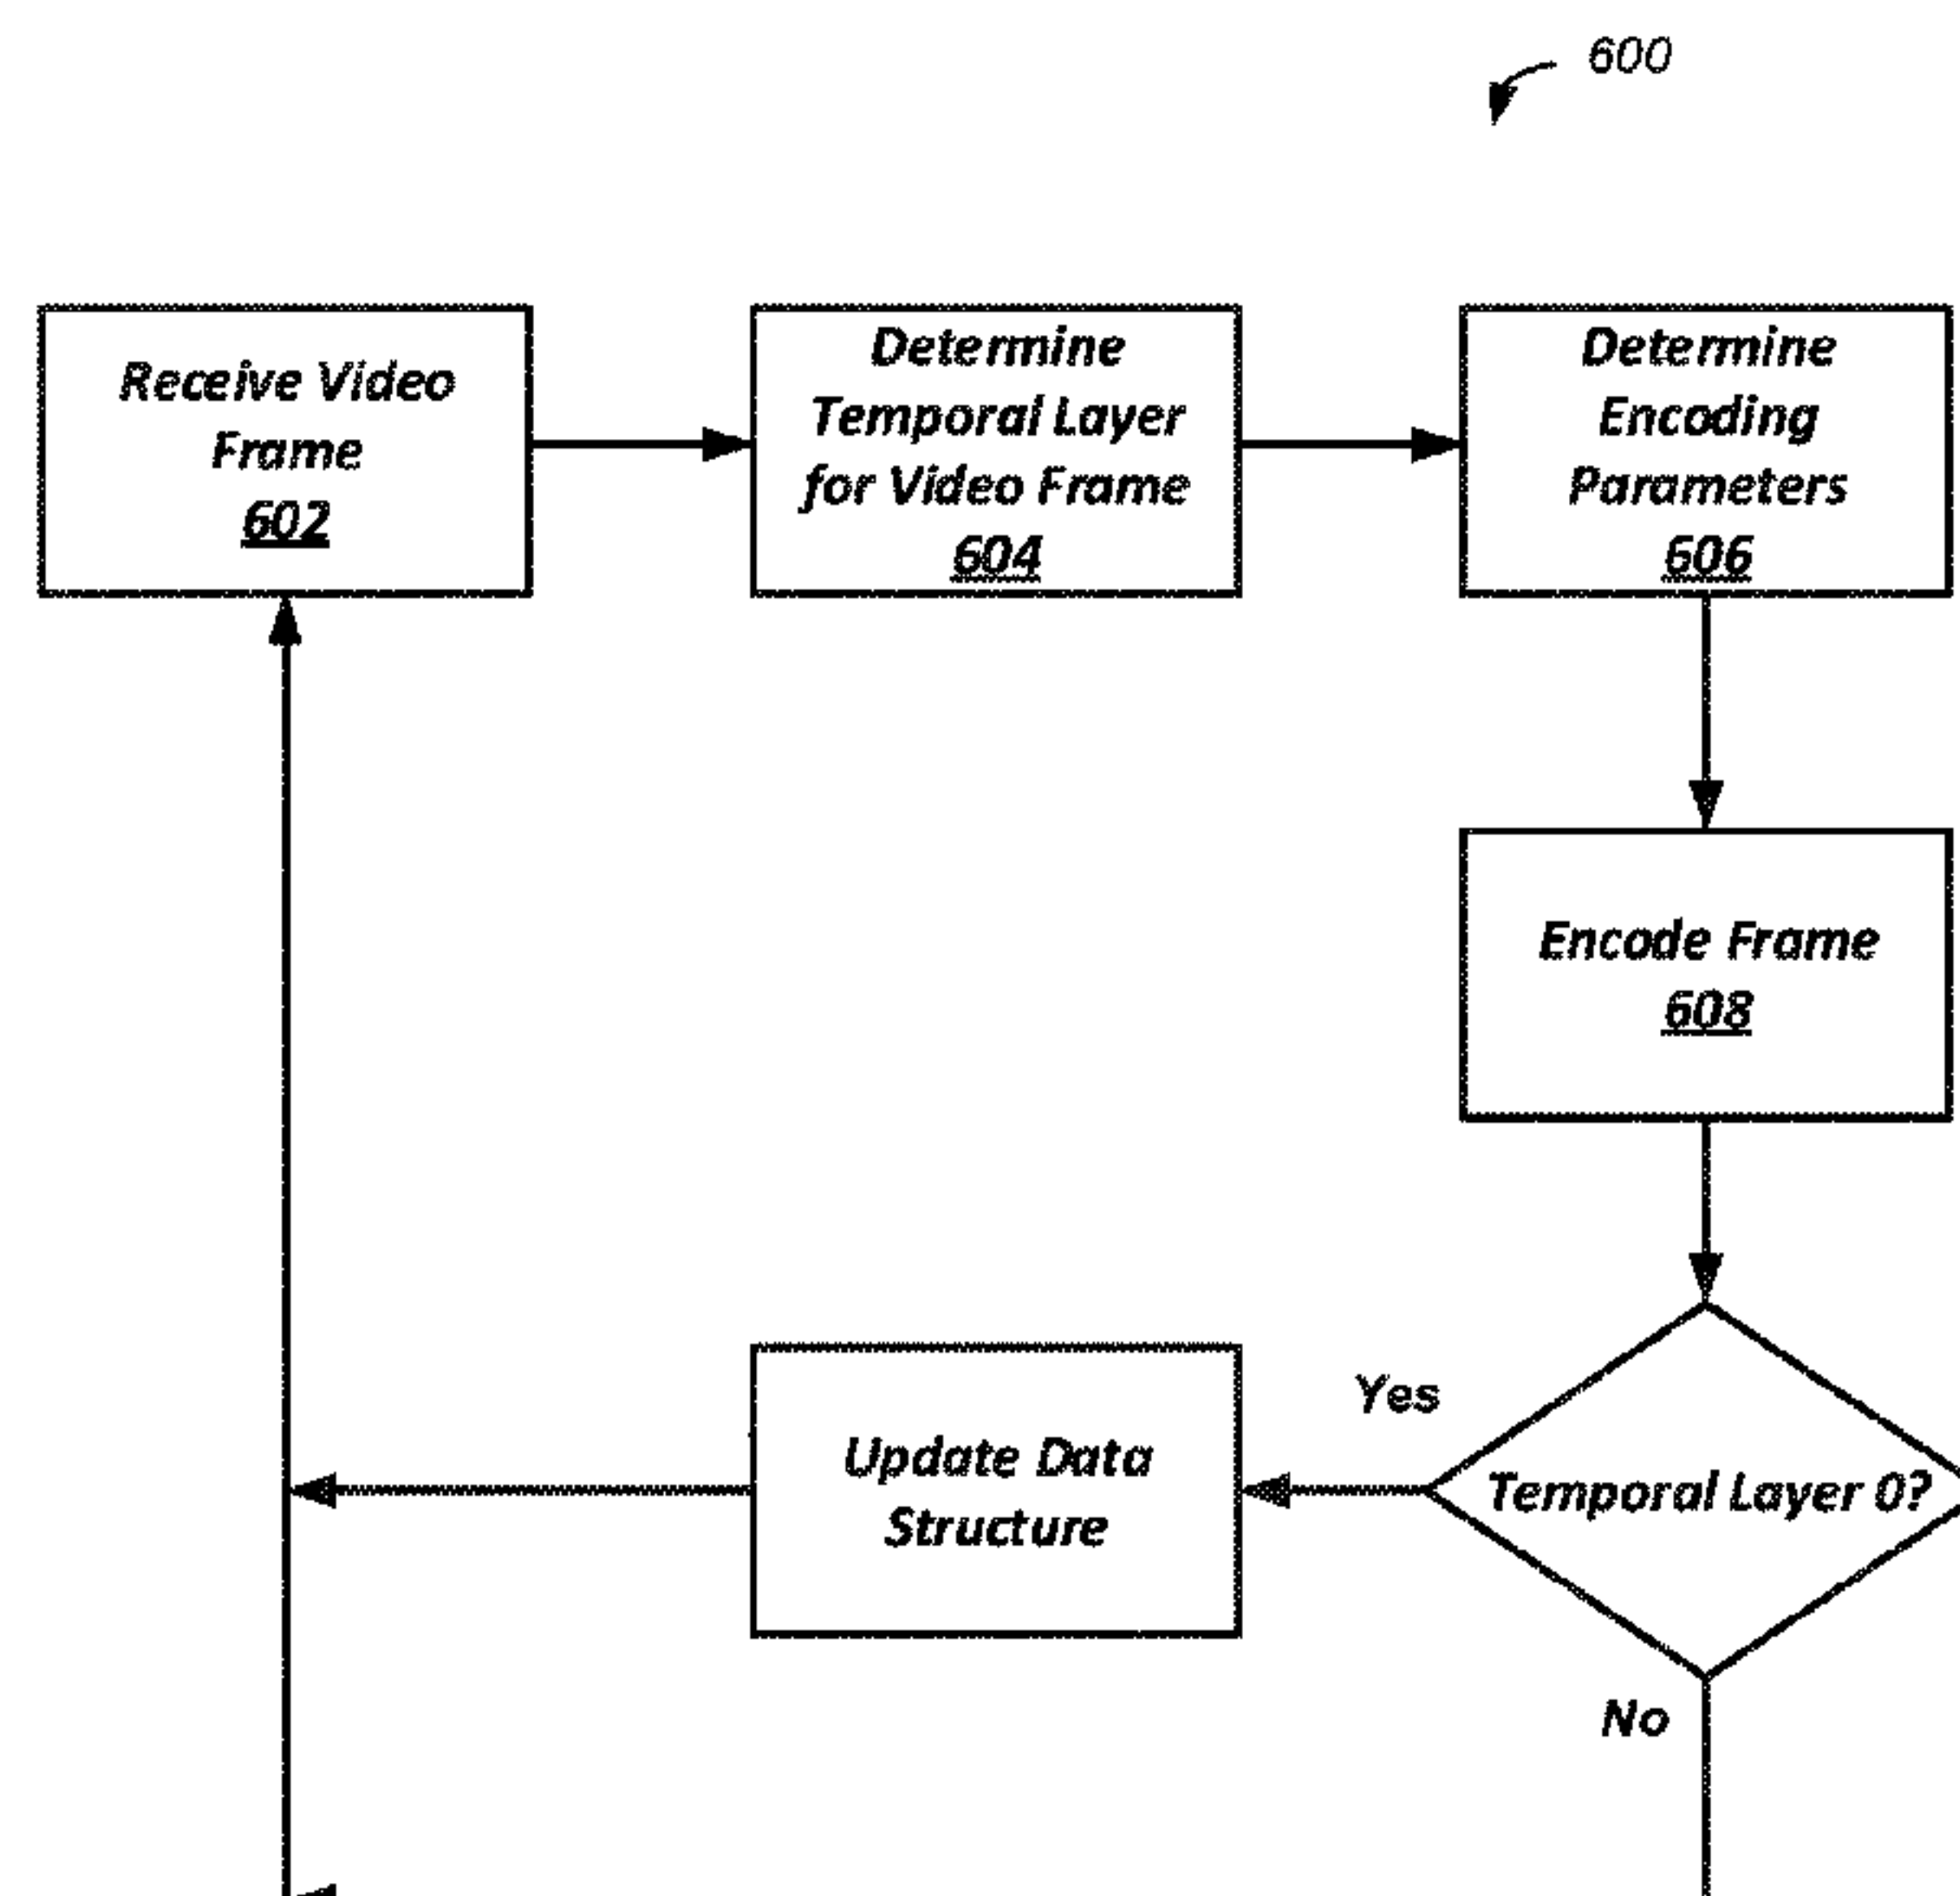 600
Receive Video
Frame
602
Determine
Temporal Layer
for Video Frame
604
Determine
Encoding
Parameters
606
Encode Frame
608
Yes
Update Data
Structure
Temporal Layer 0?
No